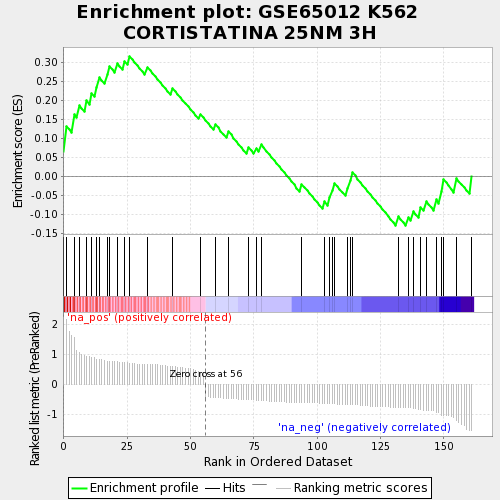 Enrichment plot: GSE65012 K562
CORTISTATINA 25NM 3H
Enrichment score (ES)
0.30
0.25
0.20
0.15
0.10
0.05
0.00
-0.05
-0.10
-0.15
'na_pos' (positively correlated)
Ranked list metric (PreRanked)
2
1
0
-1
Zero cross at 56
'na_neg' (negatively correlated)
0 25 50 75 100 125 150
Rank in Ordered Dataset
Enrichment profile Hits Ranking metric scores